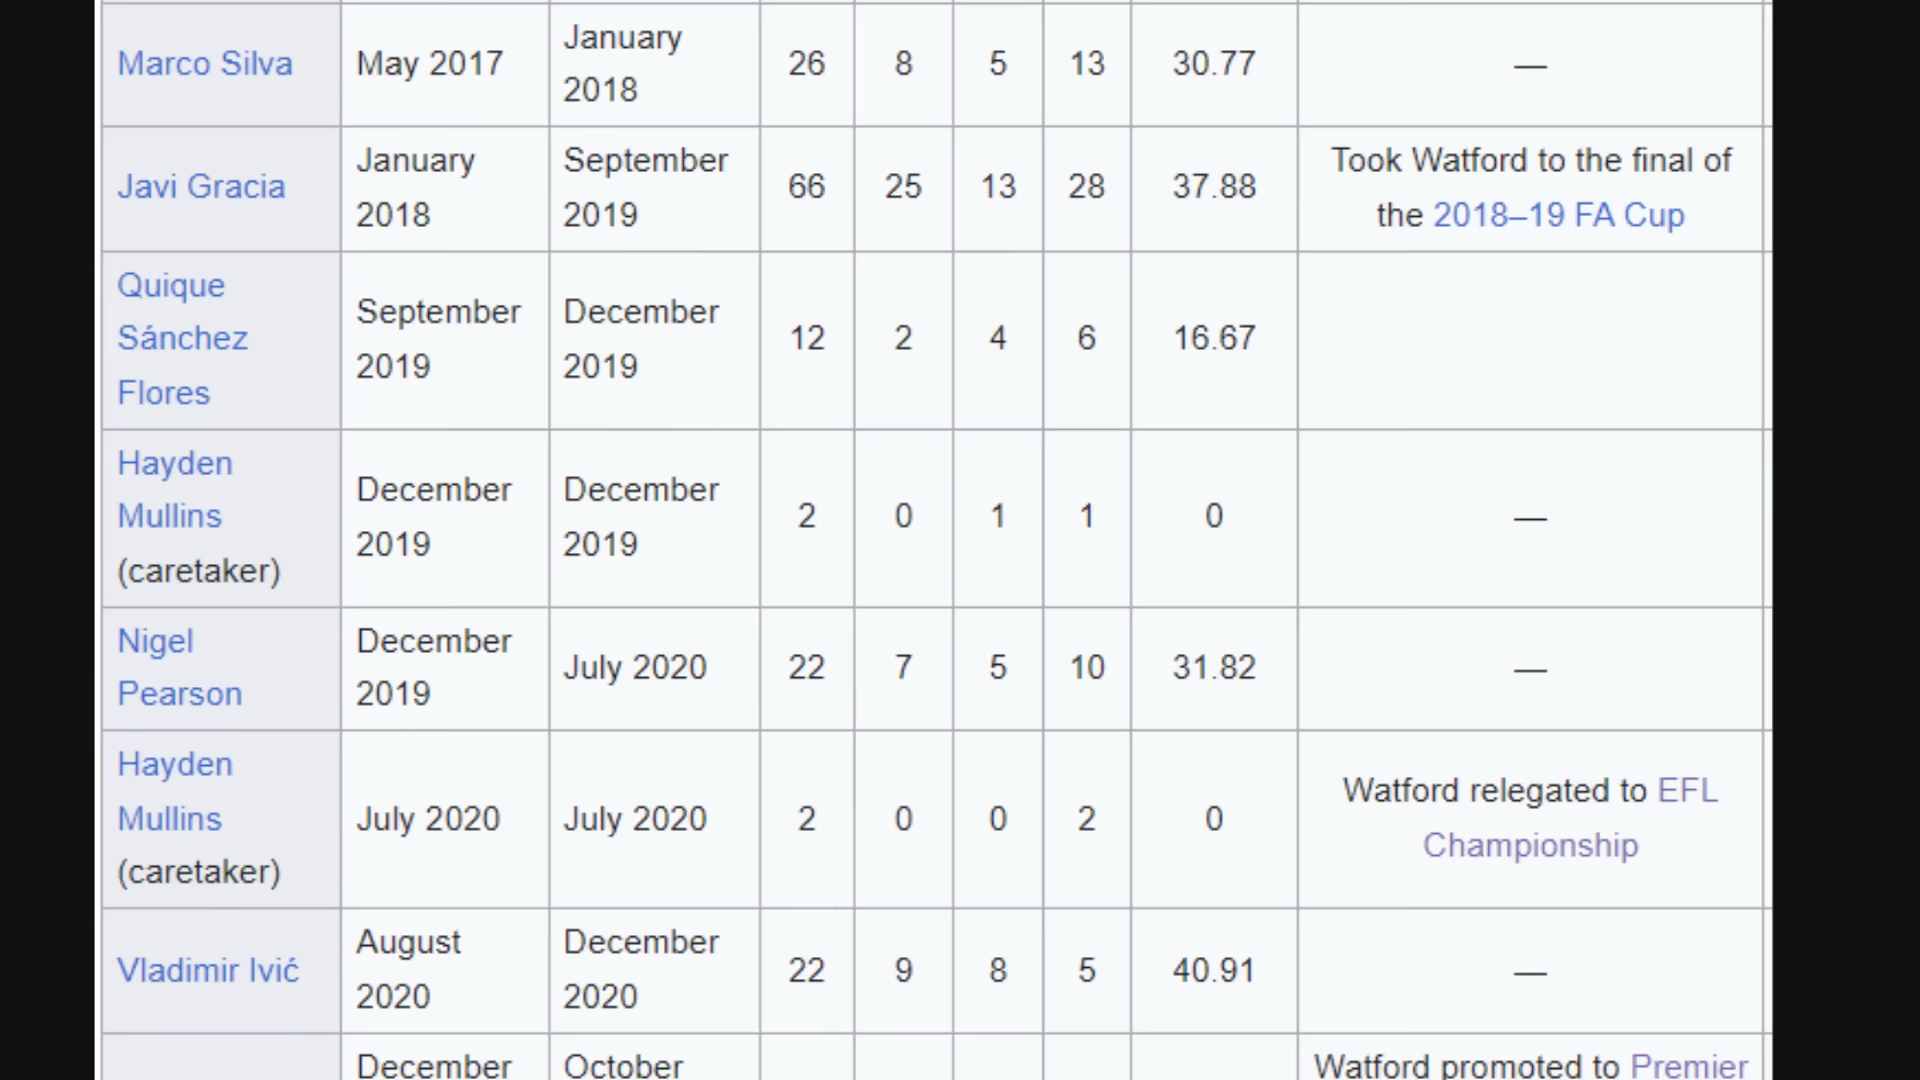 Marco Silva May 2017 January 2018 26 8 5 13 30.77 —
Javi Gracia January 2018 September 2019 66 25 13 28 37.88 Took Watford to the final of the 2018–19 FA Cup
Quique Sánchez Flores September 2019 December 2019 12 2 4 6 16.67
Hayden Mullins (caretaker) December 2019 December 2019 2 0 1 1 0 —
Nigel Pearson December 2019 July 2020 22 7 5 10 31.82 —
Hayden Mullins (caretaker) July 2020 July 2020 2 0 0 2 0 Watford relegated to EFL Championship
Vladimir Ivić August 2020 December 2020 22 9 8 5 40.91 —
December October Watford promoted to Premier